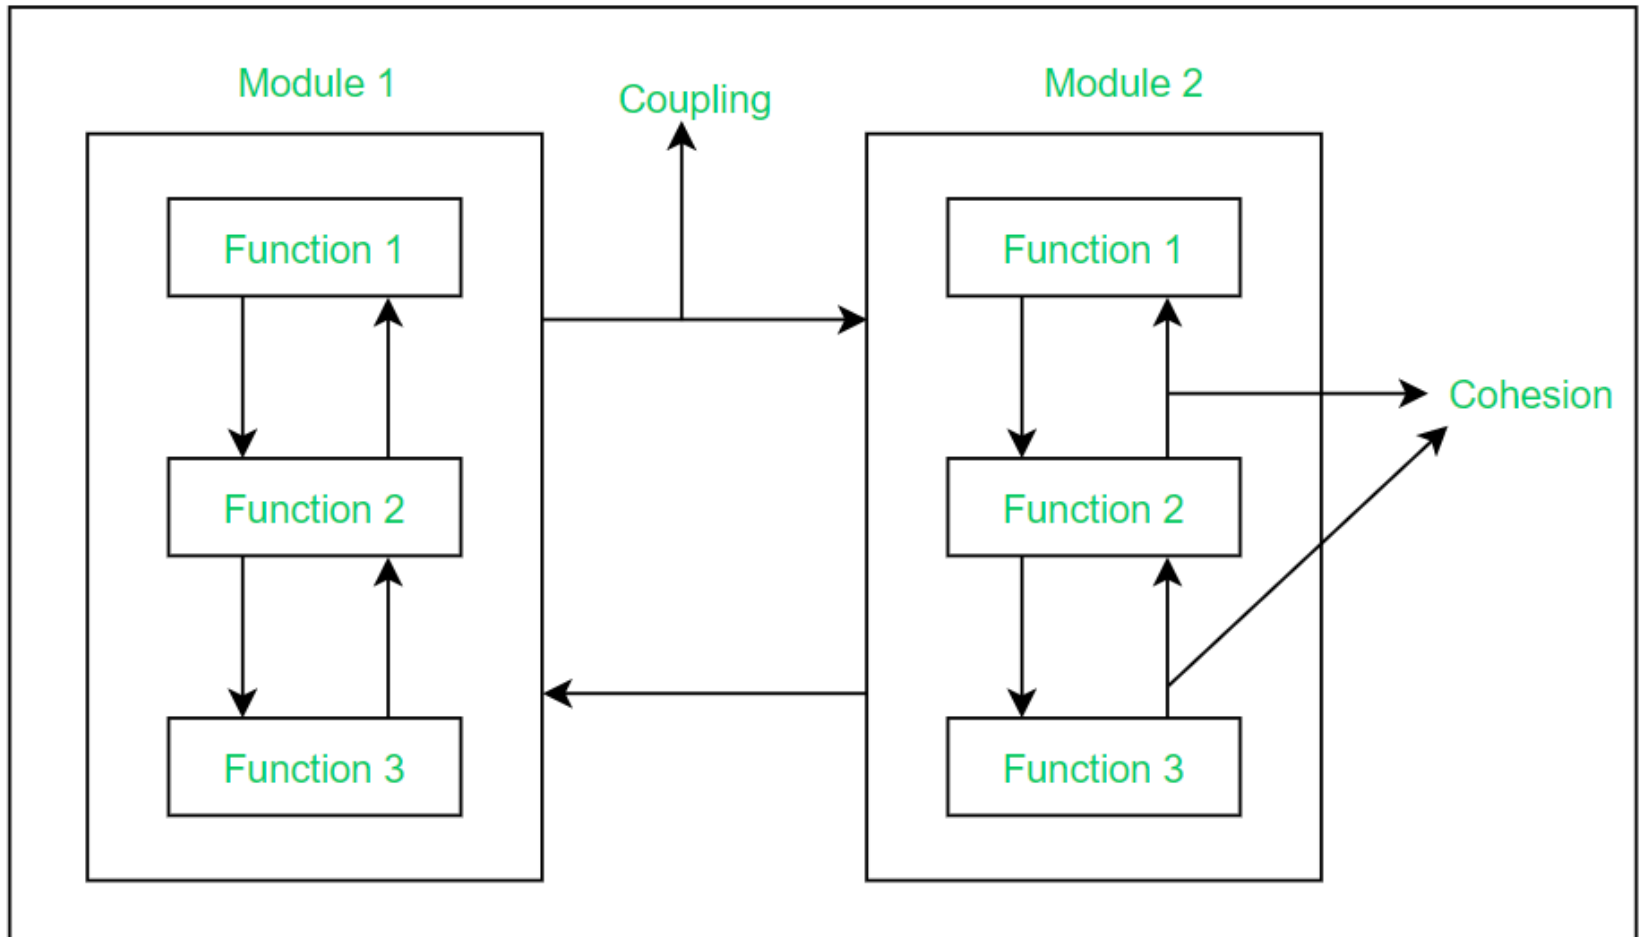 Module 1
Coupling
Module 2
Function 1
Function 1
Cohesion
Function 2
Function 2
Function 3
Function 3